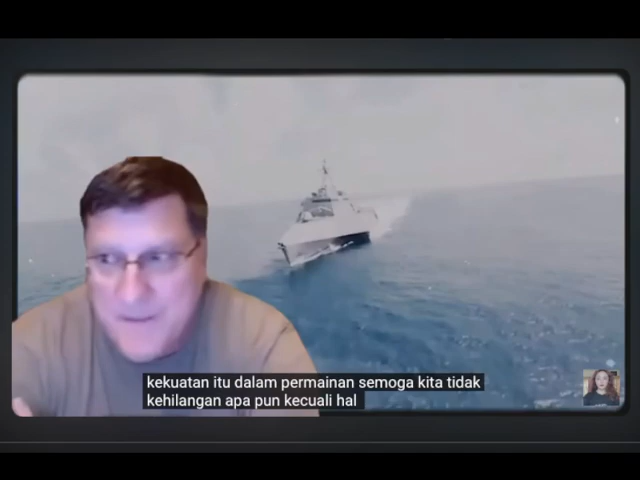 kekuatan itu dalam permainan semoga kita tidak
kehilangan apa pun kecuali hal